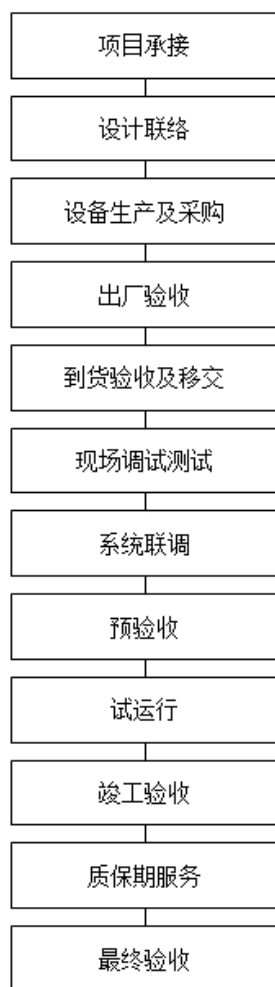 项目承接
设计联络
设备生产及采购
出厂验收
到货验收及移交
现场调试测试
系统联调
预验收
试运行
竣工验收
质保期服务
最终验收